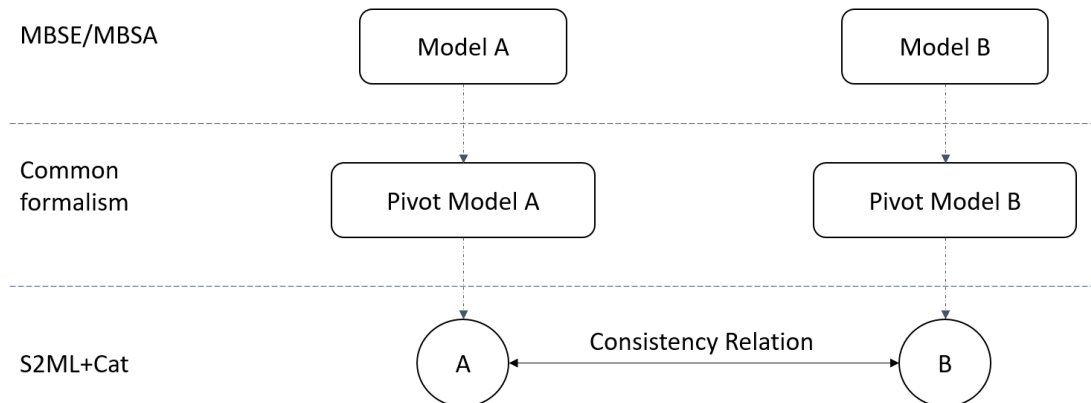 MBSE/MBSA
Model A
Model B
Common
formalism
Pivot Model A
Pivot Model B
S2ML+Cat
A
Consistency Relation
B